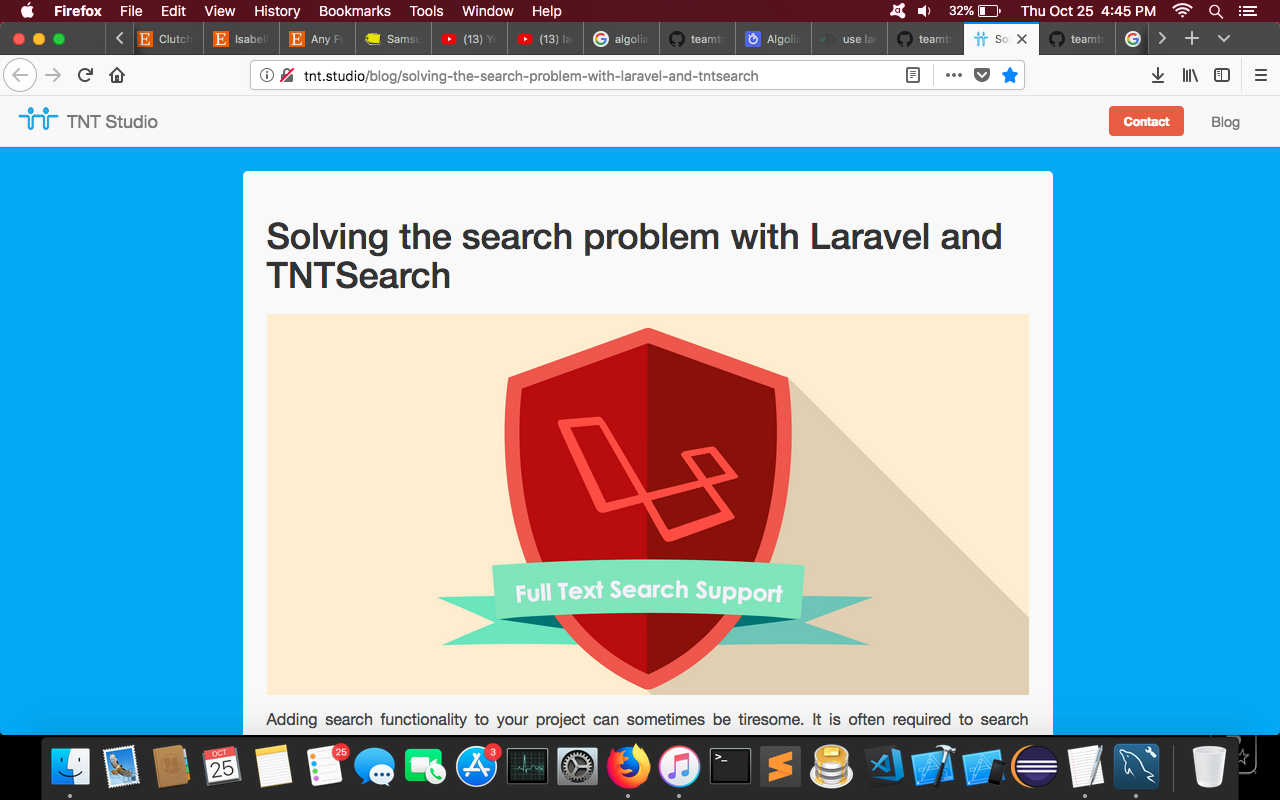 Firefox File Edit View History Bookmarks Tools Window Help 32% Thu Oct 25 4:45 PM
Clutch Isabell Any Fu Samsu (13) Yo (13) la algolia teamt Algolia use lar teamt So teamt
tnt.studio/blog/solving-the-search-problem-with-laravel-and-tntsearch
TNT Studio Contact Blog
Solving the search problem with Laravel and
TNTSearch
Full Text Search Support
Adding search functionality to your project can sometimes be tiresome. It is often required to search
OCT
25
25
3